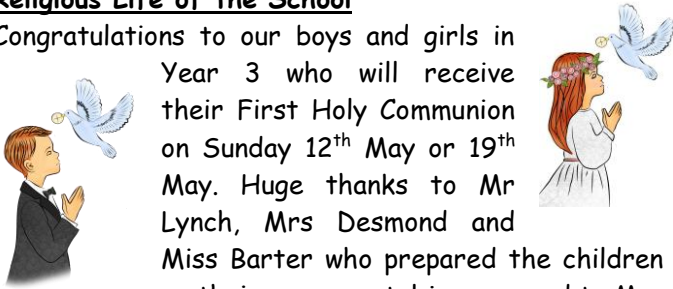 Religious Life of the School
Congratulations to our boys and girls in
Year 3 who will receive
their First Holy Communion
on Sunday 12th May or 19th
May. Huge thanks to Mr
Lynch, Mrs Desmond and
Miss Barter who prepared the children